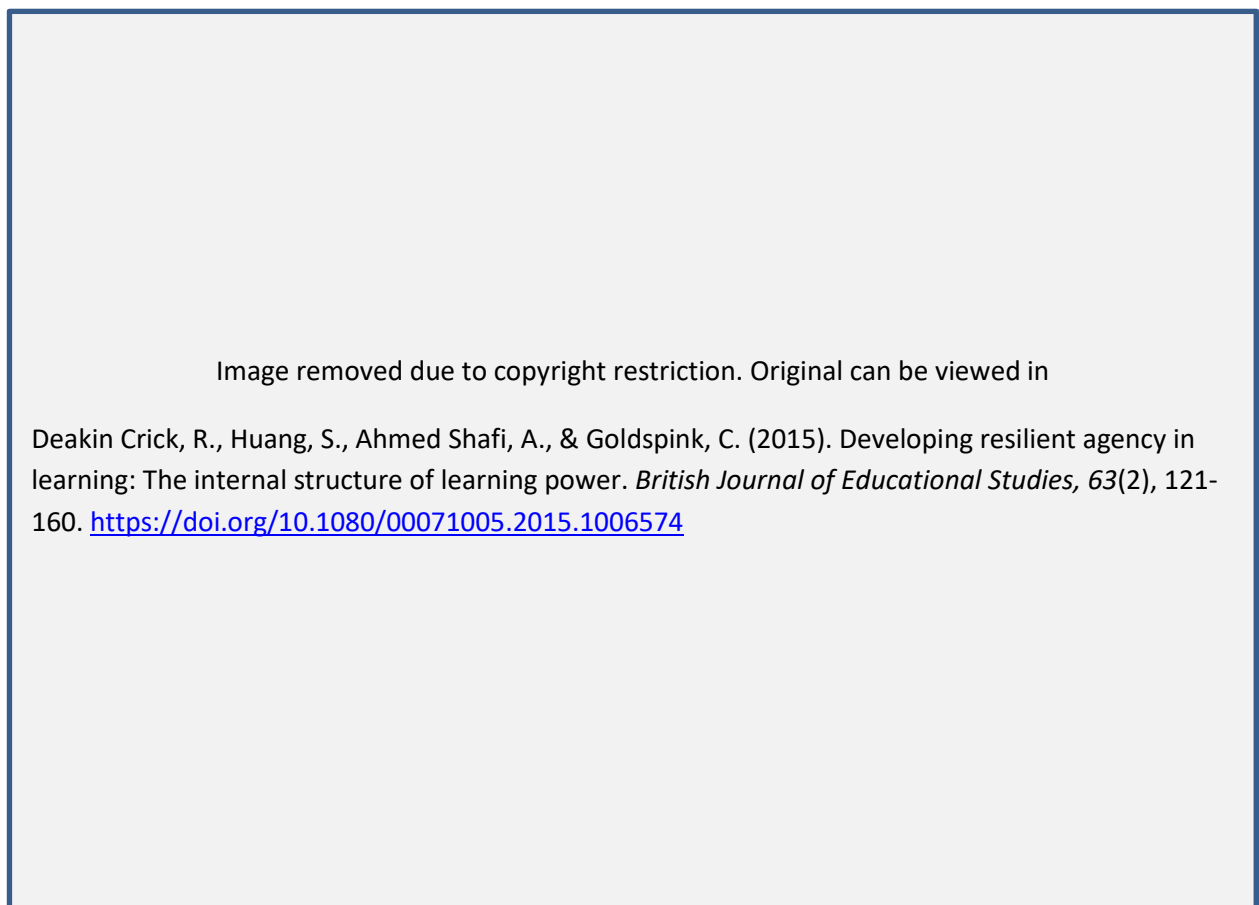 Image removed due to copyright restriction. Original can be viewed in
Deakin Crick, R., Huang, S., Ahmed Shafi, A., & Goldspink, C. (2015). Developing resilient agency in
learning: The internal structure of learning power. British Journal of Educational Studies, 63(2), 121-
160. https://doi.org/10.1080/00071005.2015.1006574